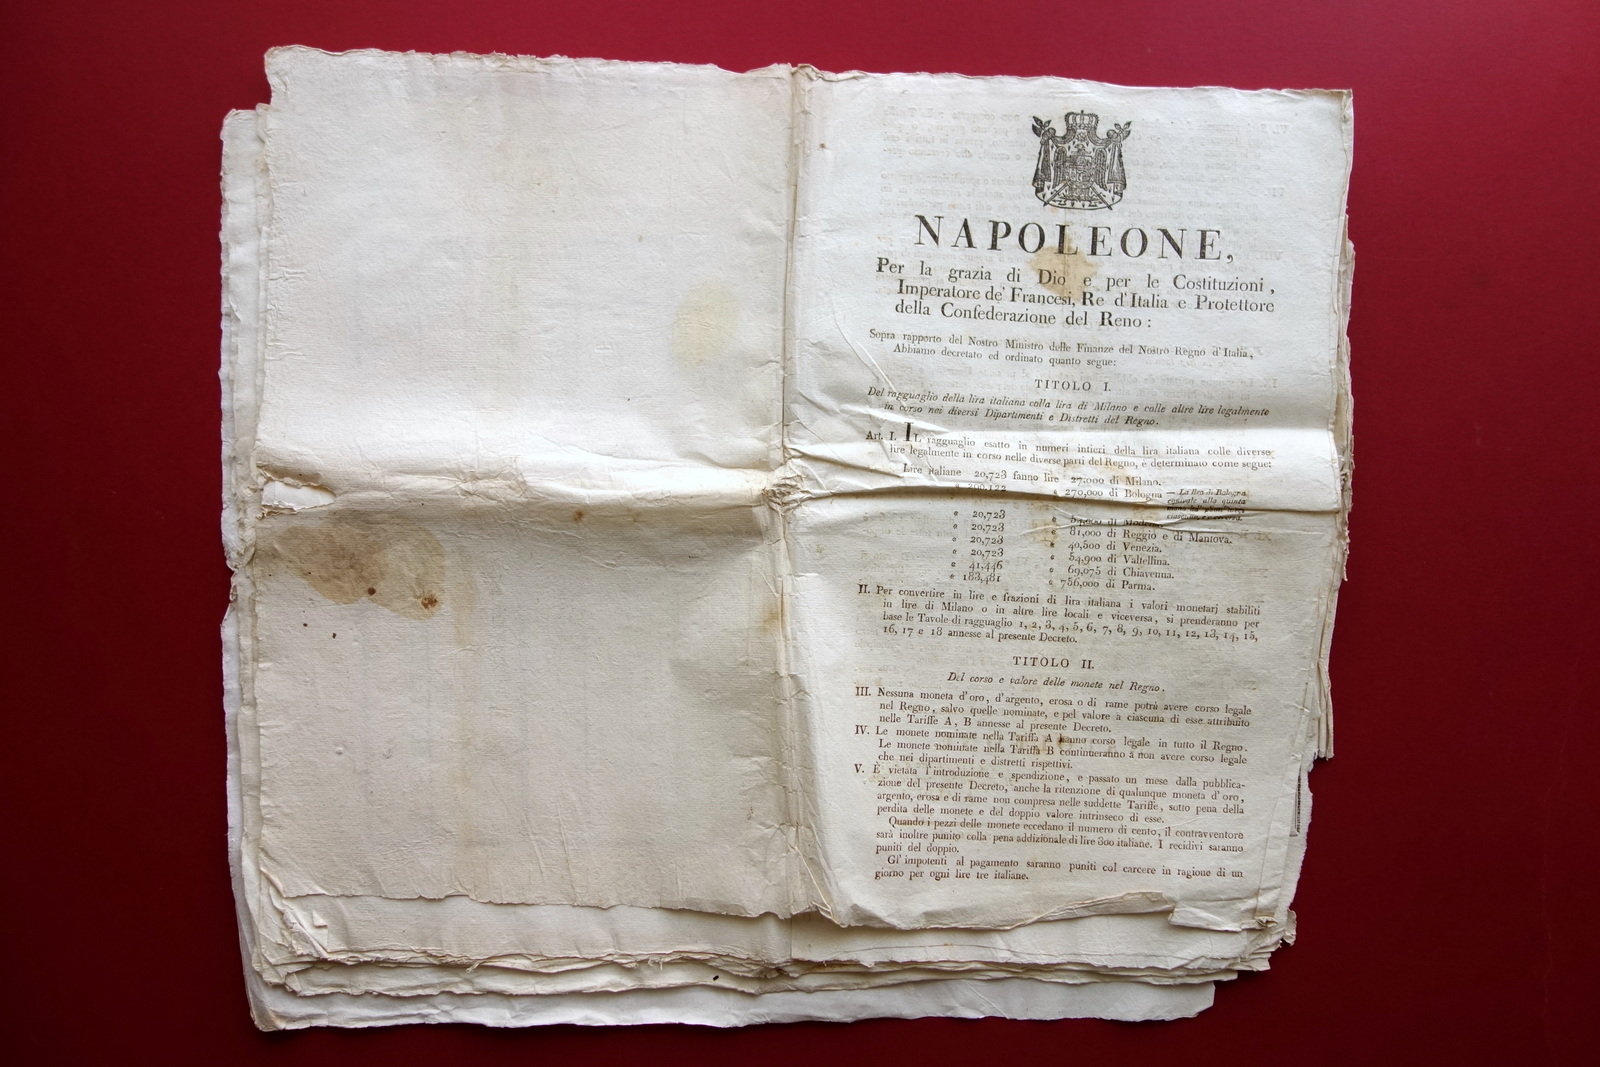 NAPOLEONE,
Per la grazia di Dio e per le Costituzioni,
Imperatore de' Francesi, Re d'Italia e Protettore
della Confederazione del Reno:
Sopra rapporto del Nostro Ministro delle Finanze del Nostro Regno d'Italia,
Abbiamo decretato ed ordinato quanto segue:
TITOLO I.
Del ragguaglio della lira italiana colla lira di Milano e colle altre lire legalmente
in corso nei diversi Dipartimenti e Distretti del Regno.
Art. I. IL ragguaglio esatto in numeri intieri della lira italiana colle diverse
lire legalmente in corso nelle diverse parti del Regno, è determinato come segue:
Lire italiane 20,723 fanno lire 27,000 di Milano.
« 200,122 « 270,000 di Bologna — La lira di Bologna
equivale alla quinta
« 20,723 « 54,000 di Modena.
« 20,723 « 81,000 di Reggio e di Mantova.
« 20,723 « 40,500 di Venezia.
« 20,723 « 54,900 di Valtellina.
« 41,446 « 69,075 di Chiavenna.
« 183,481 « 756,000 di Parma.
II. Per convertire in lire e frazioni di lira italiana i valori monetarj stabiliti
in lire di Milano o in altre lire locali e viceversa, si prenderanno per
base le Tavole di ragguaglio 1, 2, 3, 4, 5, 6, 7, 8, 9, 10, 11, 12, 13, 14, 15,
16, 17 e 18 annesse al presente Decreto.
TITOLO II.
Del corso e valore delle monete nel Regno.
III. Nessuna moneta d'oro, d'argento, erosa o di rame potrà avere corso legale
nel Regno, salvo quelle nominate, e pel valore a ciascuna di esse attribuito
nelle Tariffe A, B annesse al presente Decreto.
IV. Le monete nominate nella Tariffa A hanno corso legale in tutto il Regno.
Le monete nominate nella Tariffa B continueranno a non avere corso legale
che nei dipartimenti e distretti rispettivi.
V. È vietata l'introduzione e spendizione, e passato un mese dalla pubblica-
zione del presente Decreto, anche la ritenzione di qualunque moneta d'oro,
argento, erosa e di rame non compresa nelle suddette Tariffe, sotto pena della
perdita delle monete e del doppio valore intrinseco di esse.
Quando i pezzi delle monete eccedano il numero di cento, il contravventore
sarà inoltre punito colla pena addizionale di lire 300 italiane. I recidivi saranno
puniti del doppio.
Gl' impotenti al pagamento saranno puniti col carcere in ragione di un
giorno per ogni lire tre italiane.